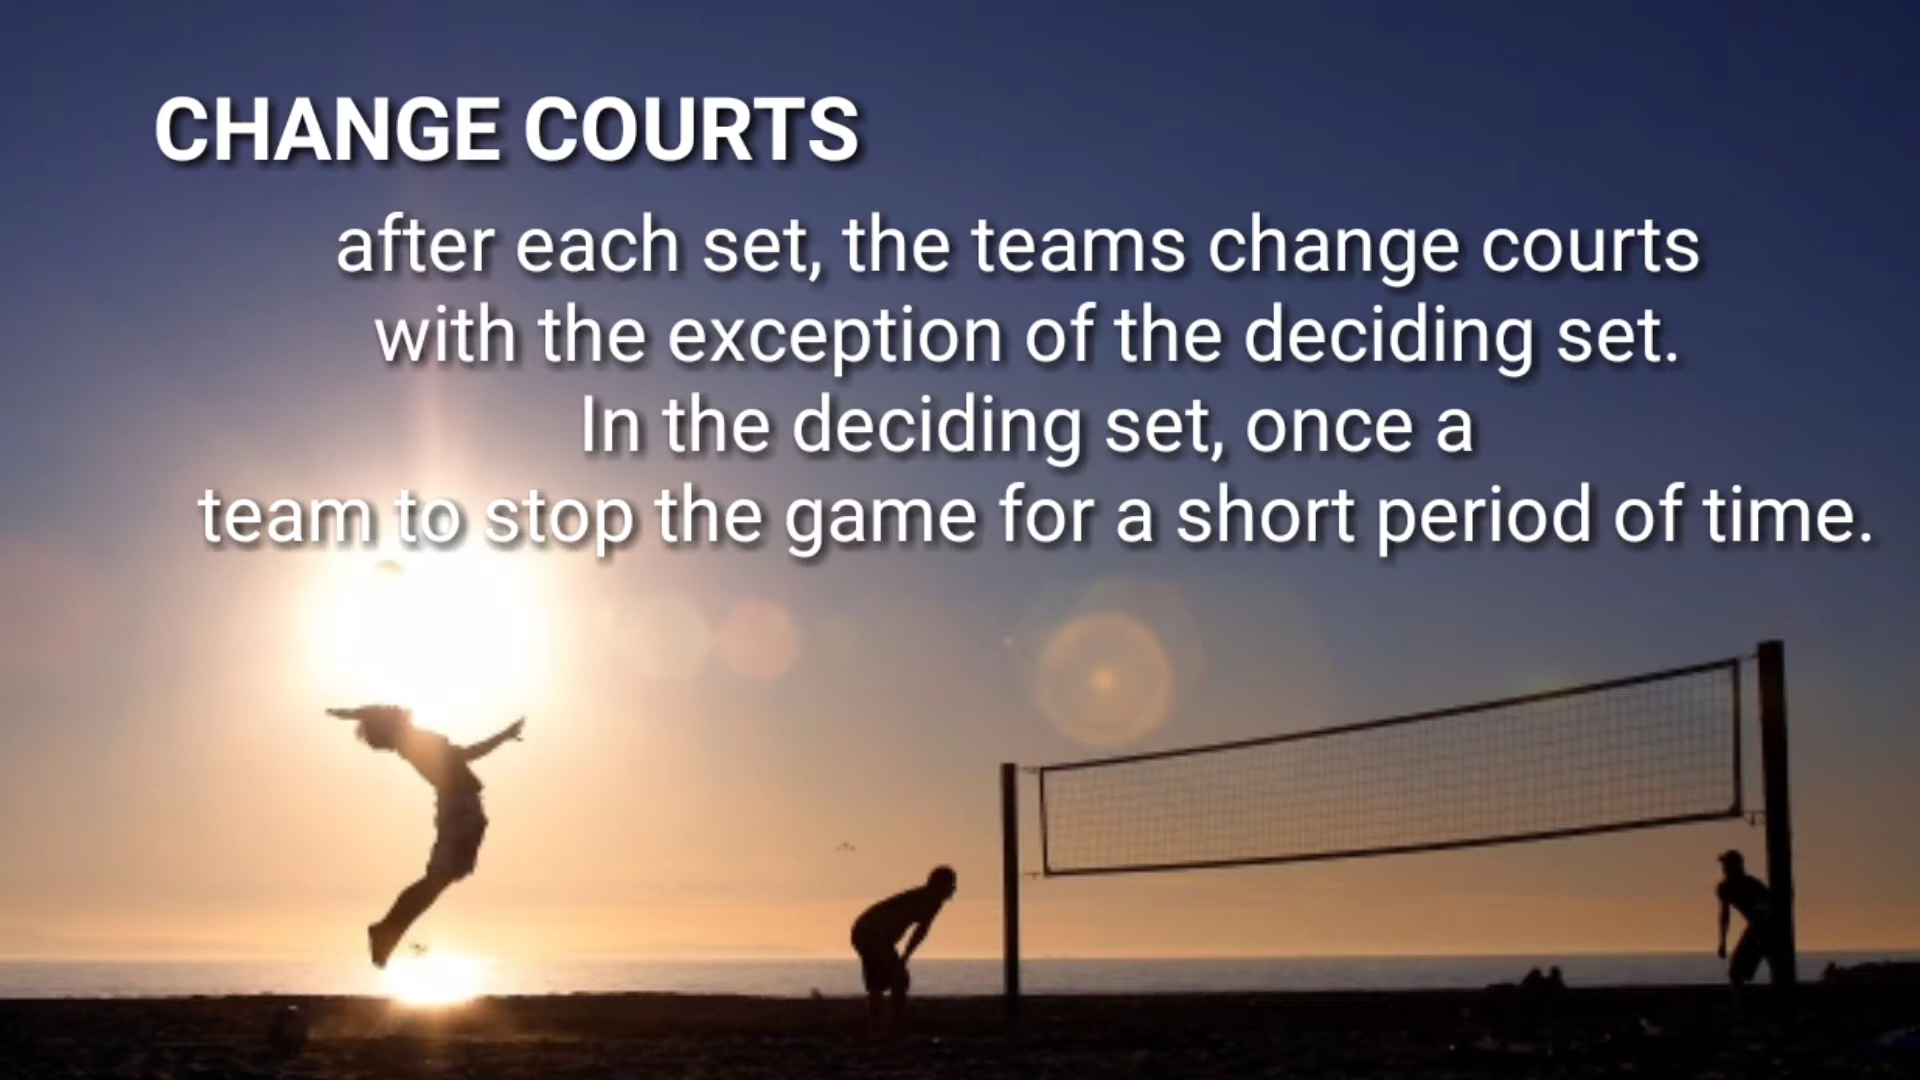 CHANGE COURTS
after each set, the teams change courts
with the exception of the deciding set.
In the deciding set, once a
team to stop the game for a short period of time.